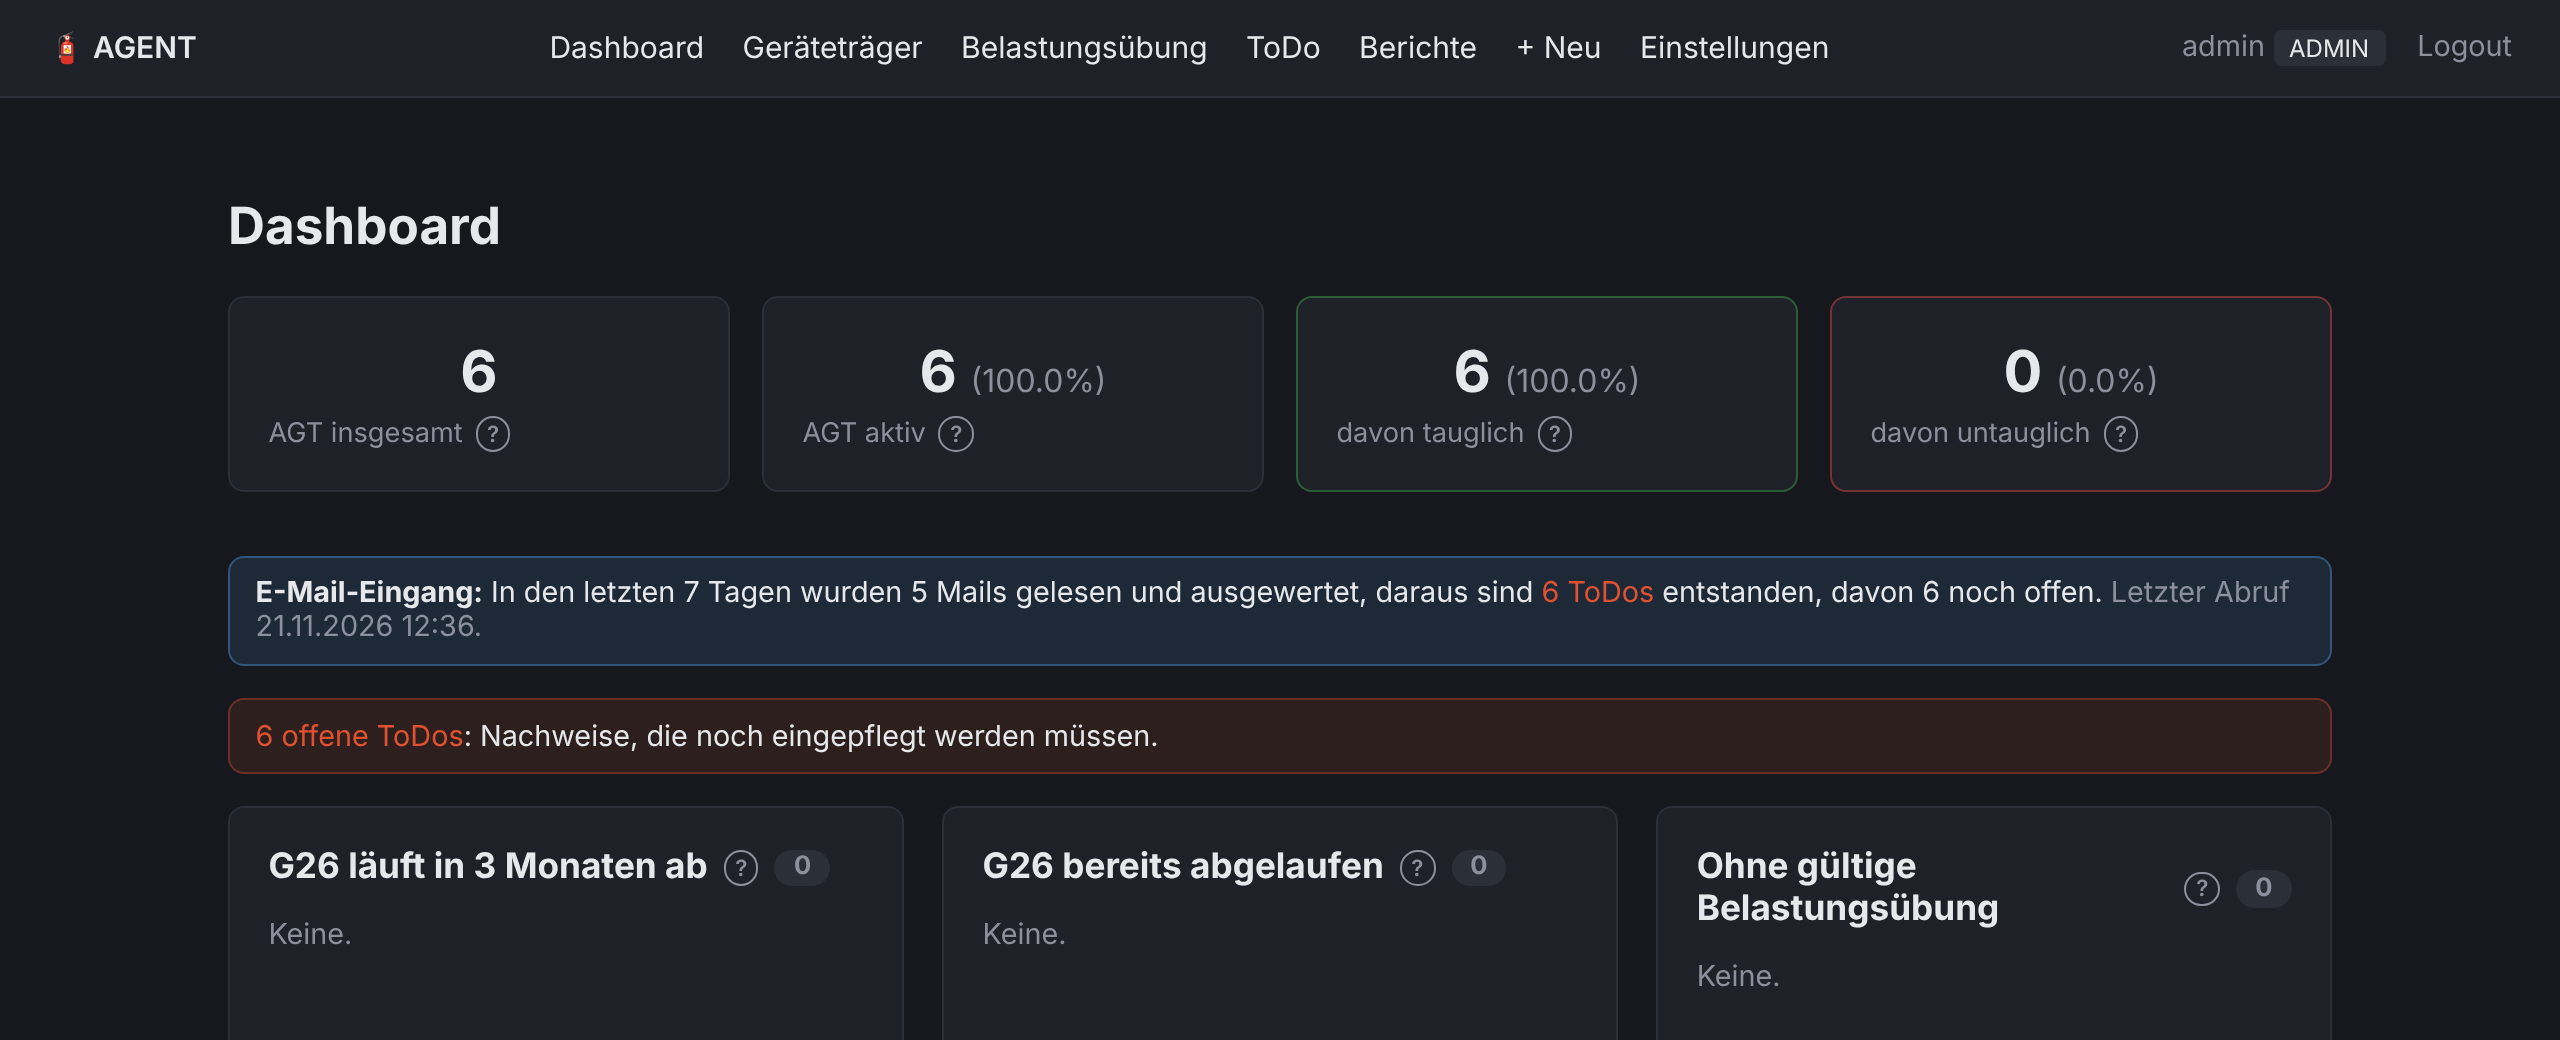 AGENT
Dashboard Geräteträger Belastungsübung ToDo Berichte + Neu Einstellungen
admin ADMIN Logout
Dashboard
6
AGT insgesamt ?
6 (100.0%)
AGT aktiv ?
6 (100.0%)
davon tauglich ?
0 (0.0%)
davon untauglich ?
E-Mail-Eingang: In den letzten 7 Tagen wurden 5 Mails gelesen und ausgewertet, daraus sind 6 ToDos entstanden, davon 6 noch offen. Letzter Abruf
21.11.2026 12:36.
6 offene ToDos: Nachweise, die noch eingepflegt werden müssen.
G26 läuft in 3 Monaten ab ? 0
Keine.
G26 bereits abgelaufen ? 0
Keine.
Ohne gültige
Belastungsübung ? 0
Keine.